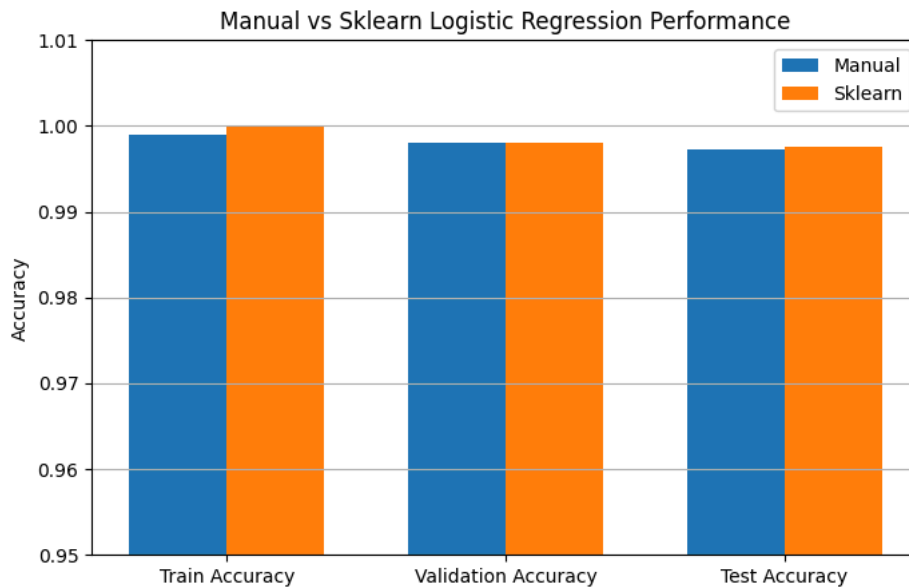 Manual vs Sklearn Logistic Regression Performance
1.01
1.00
0.99
0.98
0.97
0.96
0.95
Accuracy
Manual
Sklearn
Train Accuracy
Validation Accuracy
Test Accuracy